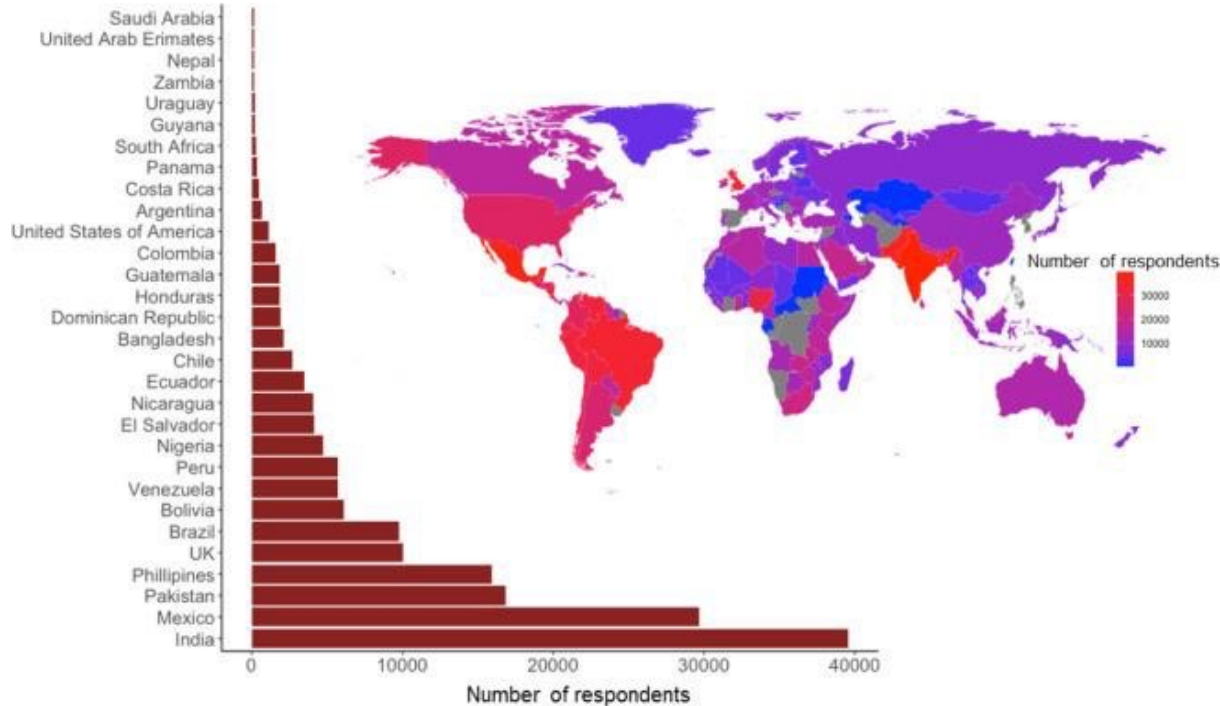 Saudi Arabia
United Arab Erimates
Nepal
Zambia
Uraguay
Guyana
South Africa
Panama
Costa Rica
Argentina
United States of America
Colombia
Guatemala
Honduras
Dominican Republic
Bangladesh
Chile
Ecuador
Nicaragua
El Salvador
Nigeria
Peru
Venezuela
Bolivia
Brazil
UK
Phillipines
Pakistan
Mexico
India
0 10000 20000 30000 40000
Number of respondents
Number of respondents
30000
20000
10000